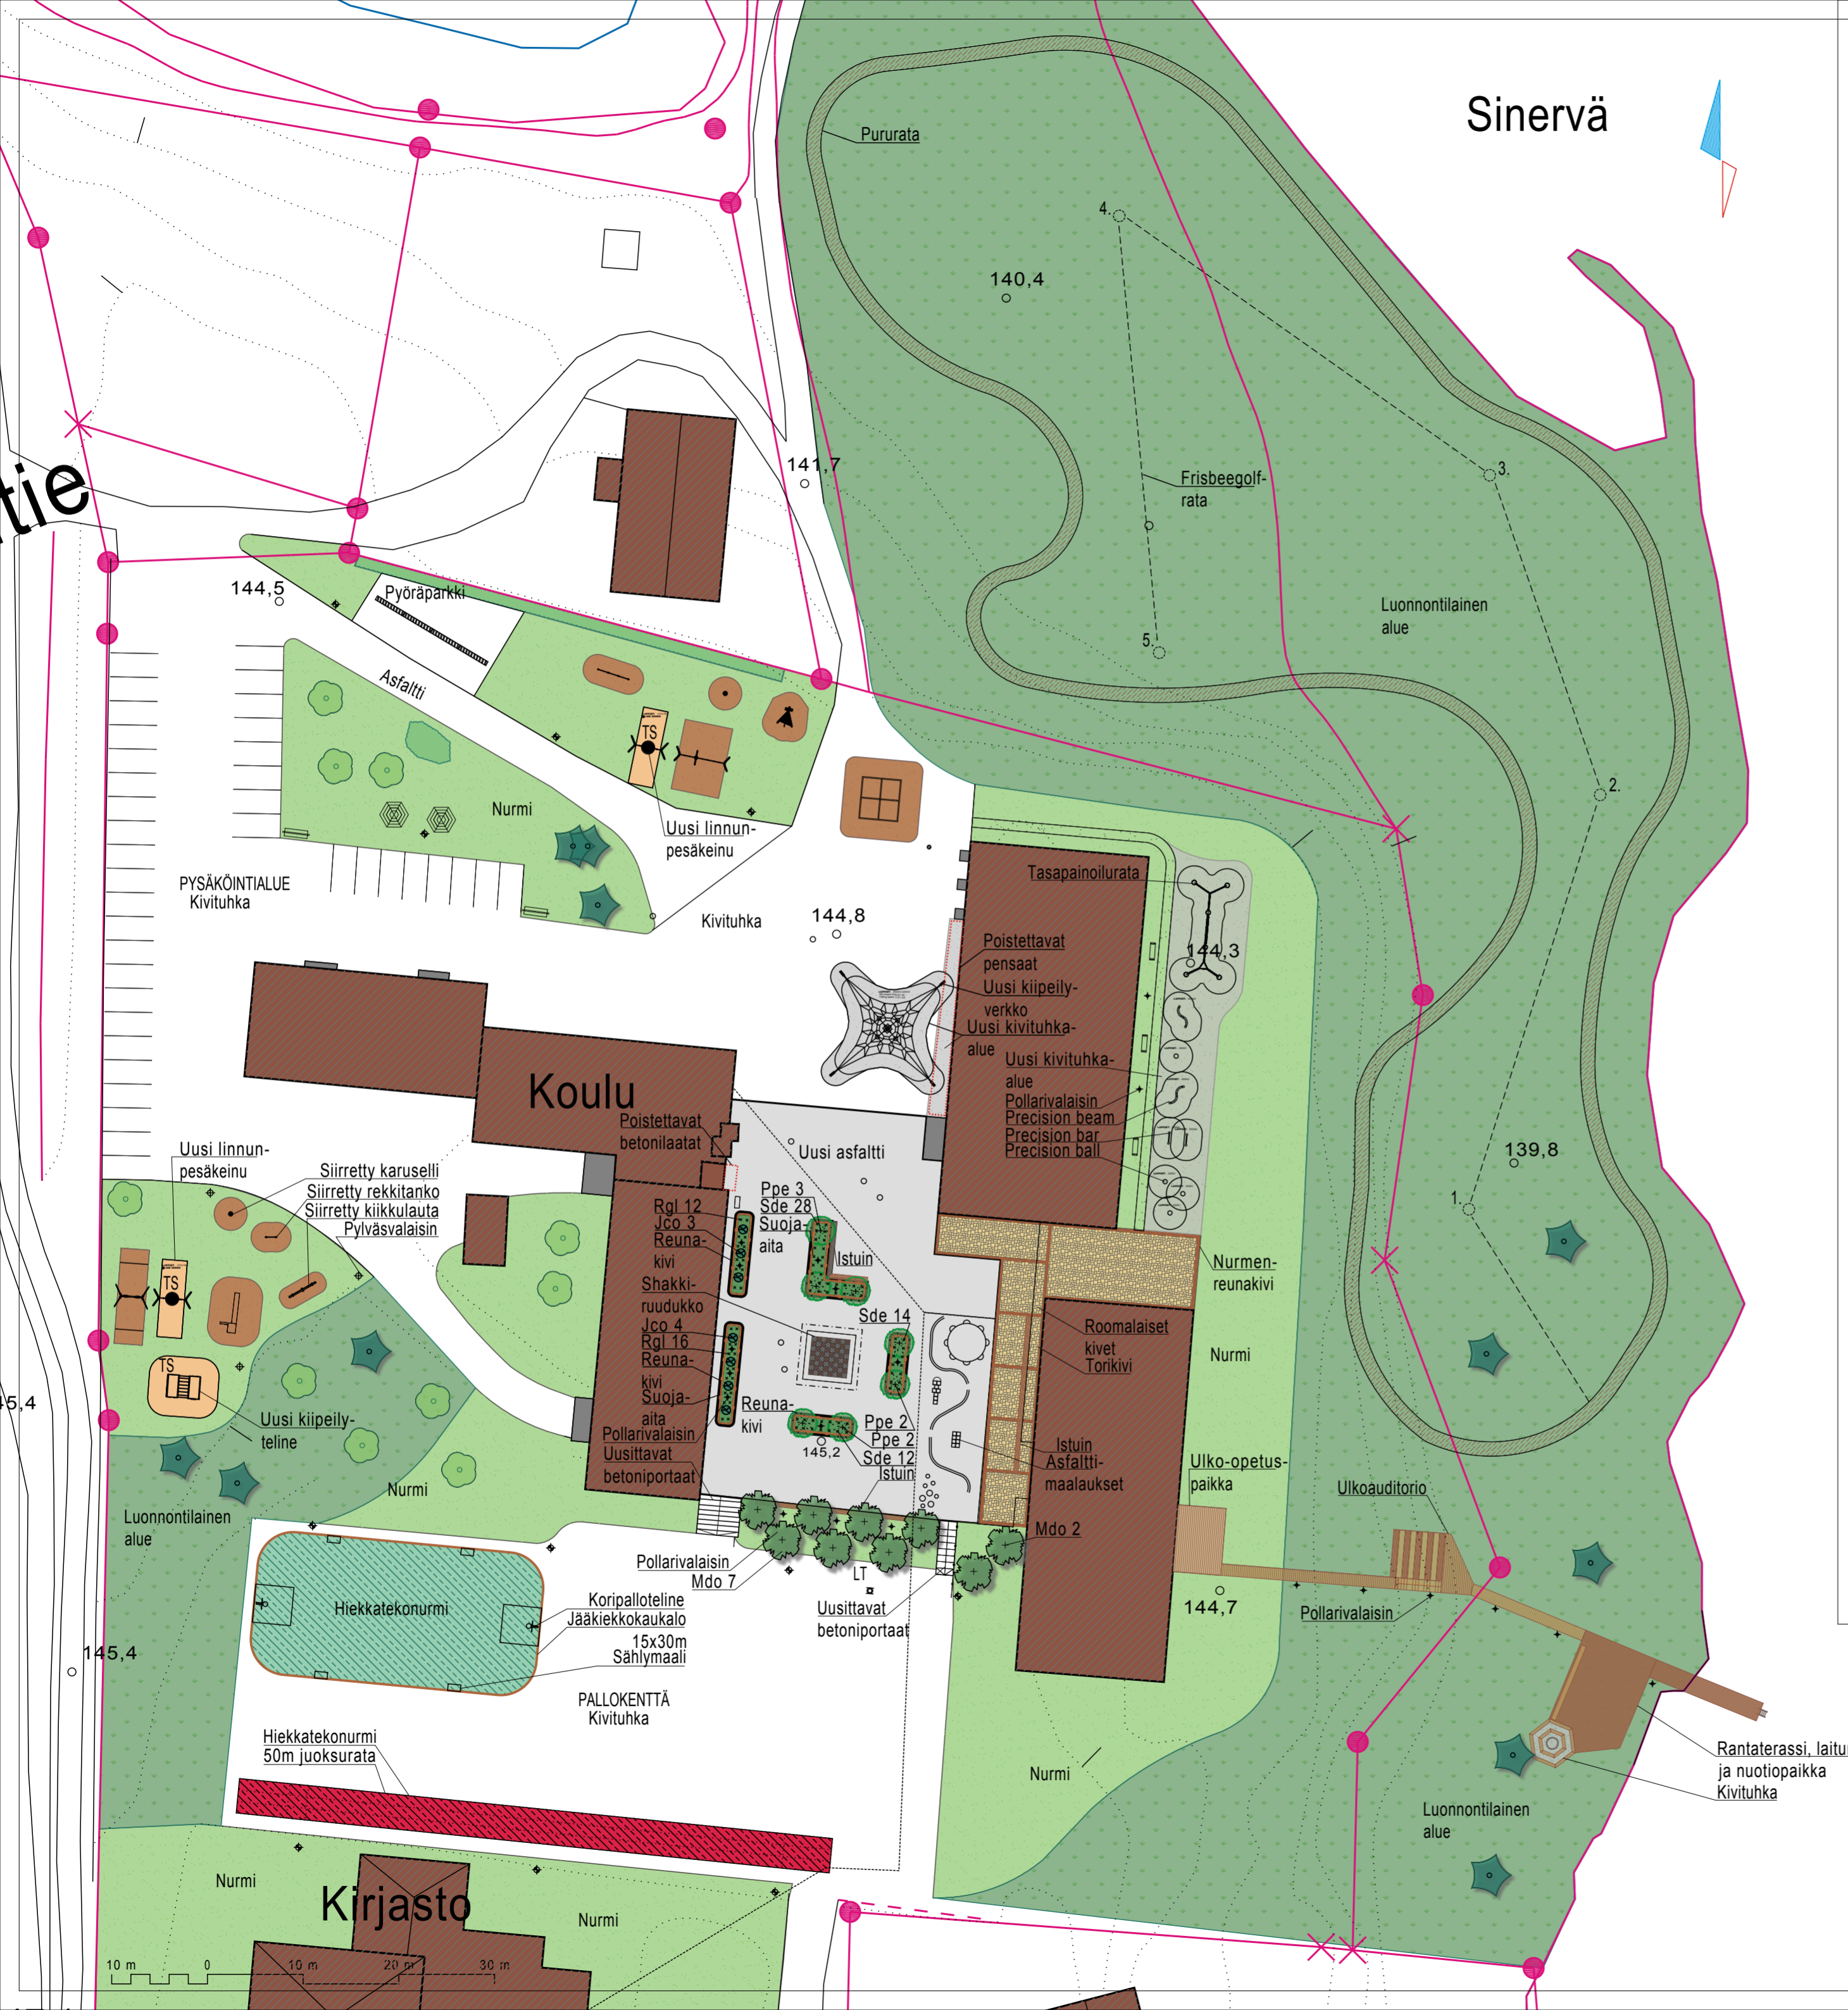 Sinervä
Pururata
4.
140,4
3.
141,7
Frisbeegolf-
rata
tie
144,5
Pyöräparkki
Luonnontilainen
alue
5.
Asfaltti
TS
2.
Nurmi
Uusi linnun-
pesäkeinu
Tasapainoilurata
PYSÄKÖINTIALUE
Kivituhka
Kivituhka
144,8
Poistettavat
pensaat
144,3
Uusi kiipeily-
verkko
Uusi kivituhka-
alue
Uusi kivituhka-
alue
Pollarivalaisin
Precision beam
Precision bar
Precision ball
Koulu
Poistettavat
betonilaatat
Uusi asfaltti
139,8
Uusi linnun-
pesäkeinu
Siirretty karuselli
Siirretty rekkitanko
Siirretty kiikkulauta
Pylväsvalaisin
1.
Rgl 12
Jco 3
Reuna-
kivi
Ppe 3
Sde 28
Suoja-
aita
Istuin
Nurmen-
reunakivi
Shakki-
ruudukko
TS
Jco 4
Rgl 16
Reuna-
kivi
Suoja-
aita
Sde 14
Roomalaiset
kivet
Torikivi
Nurmi
TS
45,4
Reuna-
kivi
Uusi kiipeily-
teline
Pollarivalaisin
Uusittavat
betoniportaat
145,2
Ppe 2
Ppe 2
Sde 12
Istuin
Istuin
Asfaltti-
maalaukset
Ulko-opetus-
paikka
Ulkoauditorio
Nurmi
Luonnontilainen
alue
Mdo 2
Pollarivalaisin
Mdo 7
LT
Koripalloteline
Jääkiekkokaukalo
15x30m
Sählymaali
Hiekkatekonurmi
Uusittavat
betoniportaat
144,7
Pollarivalaisin
145,4
PALLOKENTTÄ
Kivituhka
Hiekkatekonurmi
50m juoksurata
Nurmi
Rantaterassi, laitu
ja nuotiopaikka
Kivituhka
Luonnontilainen
alue
Nurmi
Kirjasto
Nurmi
10 m
0
10 m
20 m
30 m